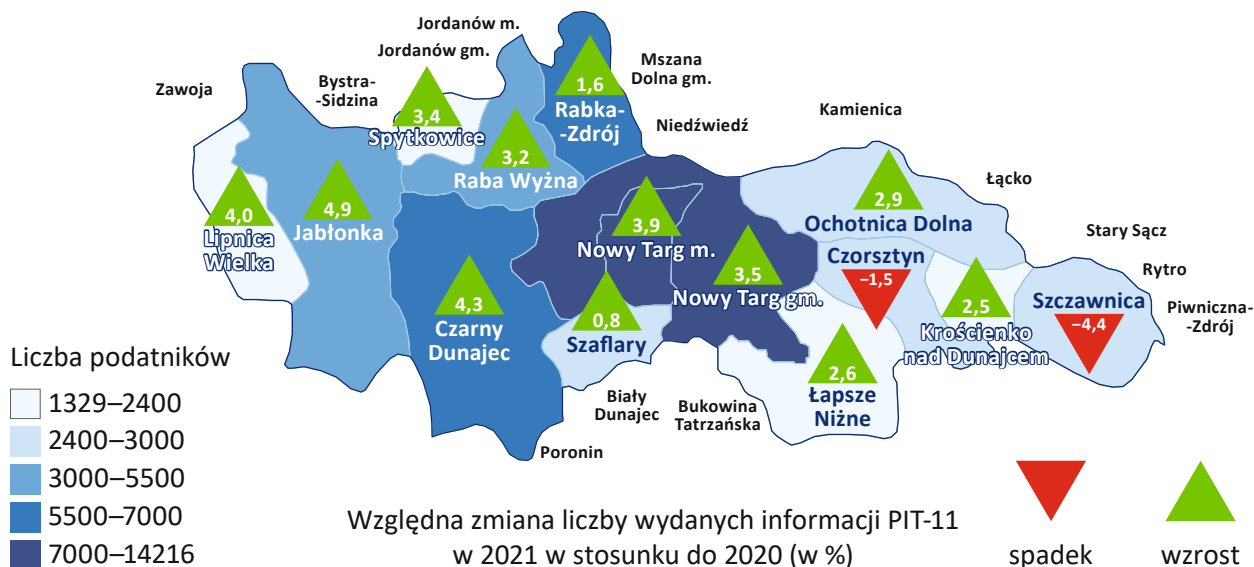 Jordanów m.
Jordanów gm.
Zawoja
Bystra-
-Sidzina
Mszana
Dolna gm.
Niedźwiedź
Kamienica
Łącko
Stary Sącz
Rytro
Piwniczna-
-Zdrój
1,6
Rabka-
-Zdrój
3,4
Spytkowice
3,2
Raba Wyżna
4,0
Lipnica
Wielka
4,9
Jabłonka
3,9
Nowy Targ m.
2,9
Ochotnica Dolna
Czorsztyn
−1,5
3,5
Nowy Targ gm.
4,3
Czarny
Dunajec
0,8
Szaflary
2,5
Krościenko
nad Dunajcem
Szczawnica
−4,4
2,6
Łapsze
Niżne
Biały
Dunajec
Bukowina
Tatrzańska
Poronin
Liczba podatników
1329–2400
2400–3000
3000–5500
5500–7000
7000–14216
Względna zmiana liczby wydanych informacji PIT-11
w 2021 w stosunku do 2020 (w %)
spadek
wzrost